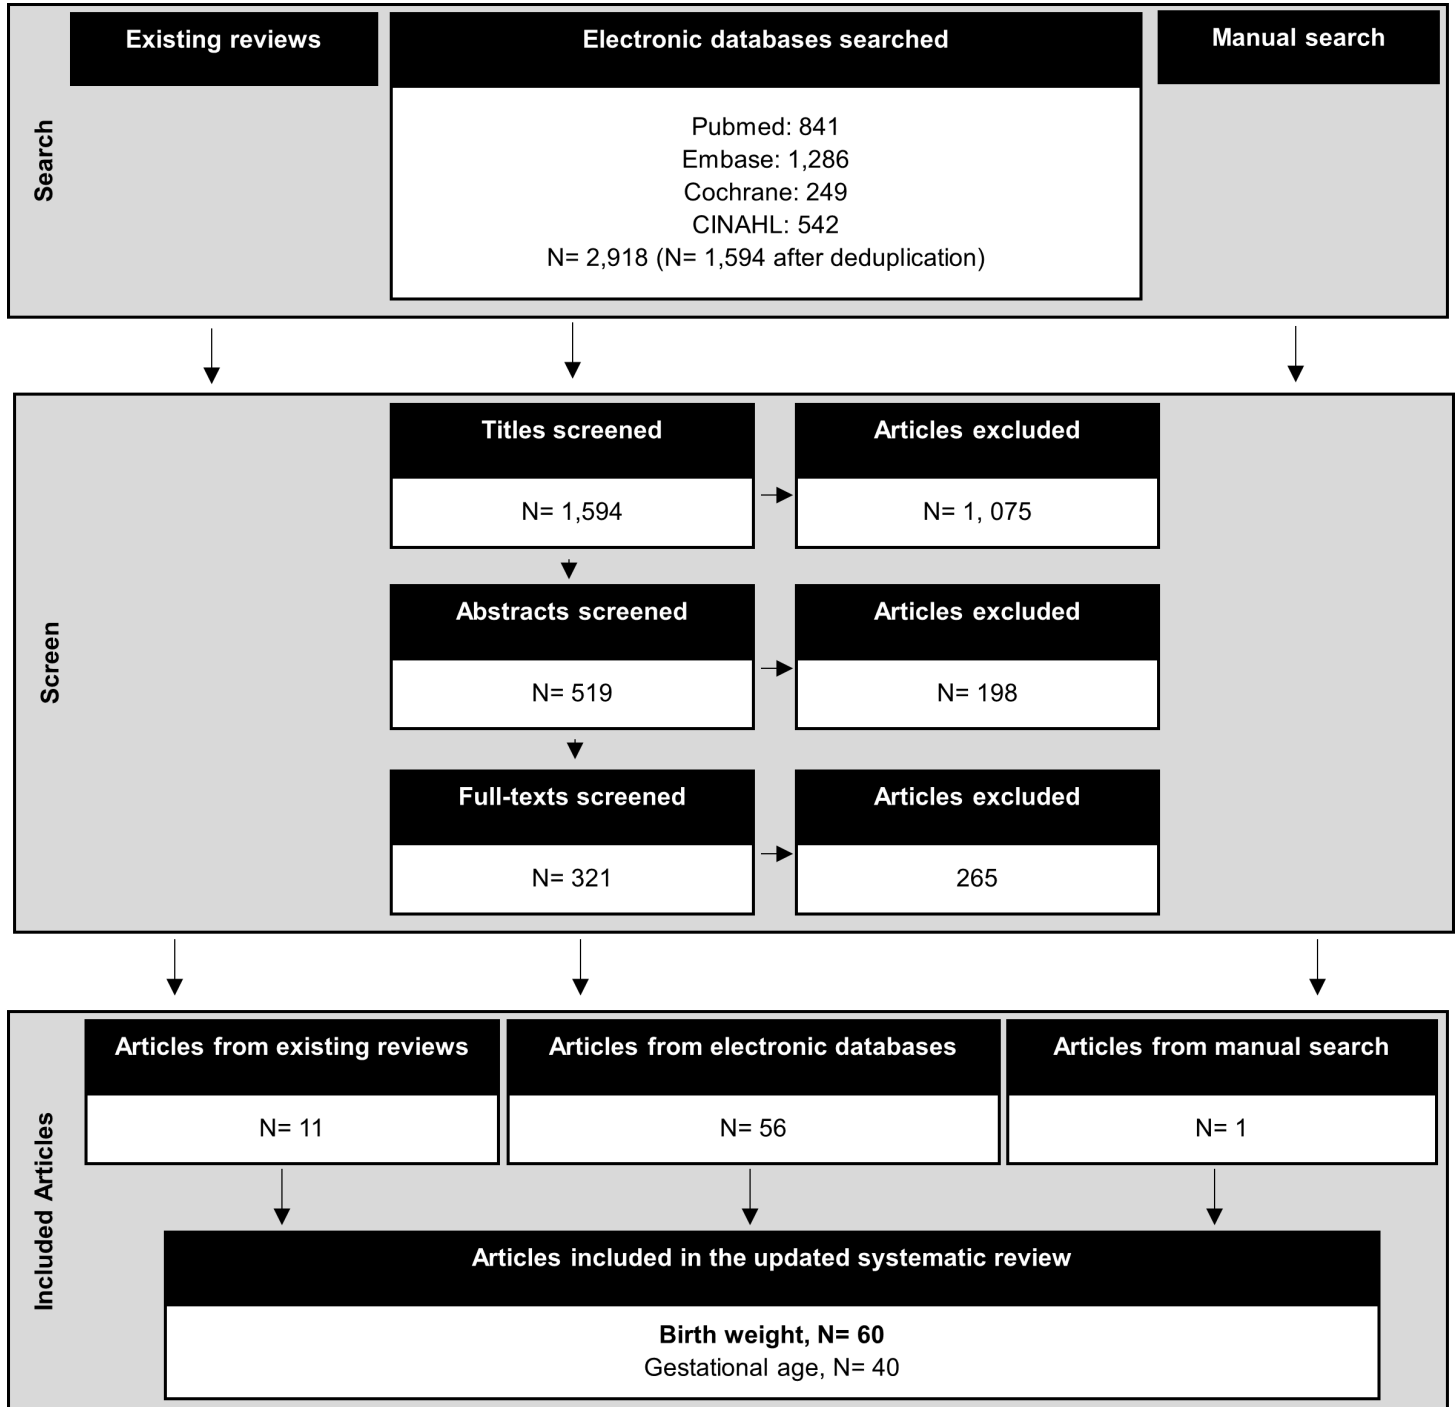 Existing reviews
Electronic databases searched
Manual search
Search
Pubmed: 841
Embase: 1,286
Cochrane: 249
CINAHL: 542
N= 2,918 (N= 1,594 after deduplication)
Screen
Titles screened
Articles excluded
N= 1,594
N= 1, 075
Abstracts screened
Articles excluded
N= 519
N= 198
Full-texts screened
Articles excluded
N= 321
265
Included Articles
Articles from existing reviews
Articles from electronic databases
Articles from manual search
N= 11
N= 56
N= 1
Articles included in the updated systematic review
Birth weight, N= 60
Gestational age, N= 40